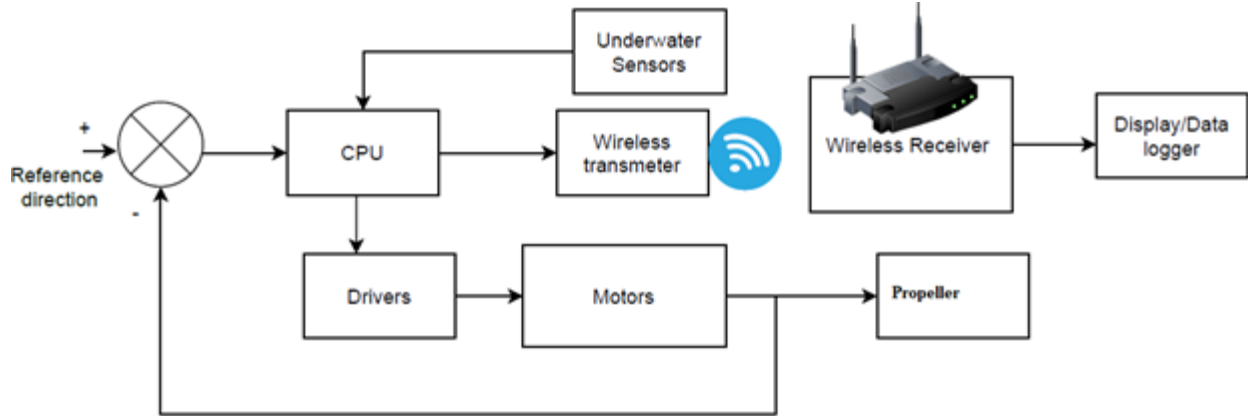 Underwater
Sensors
+
Reference
direction
-
CPU
Wireless
transmeter
Wireless Receiver
Display/Data
logger
Drivers
Motors
Propeller